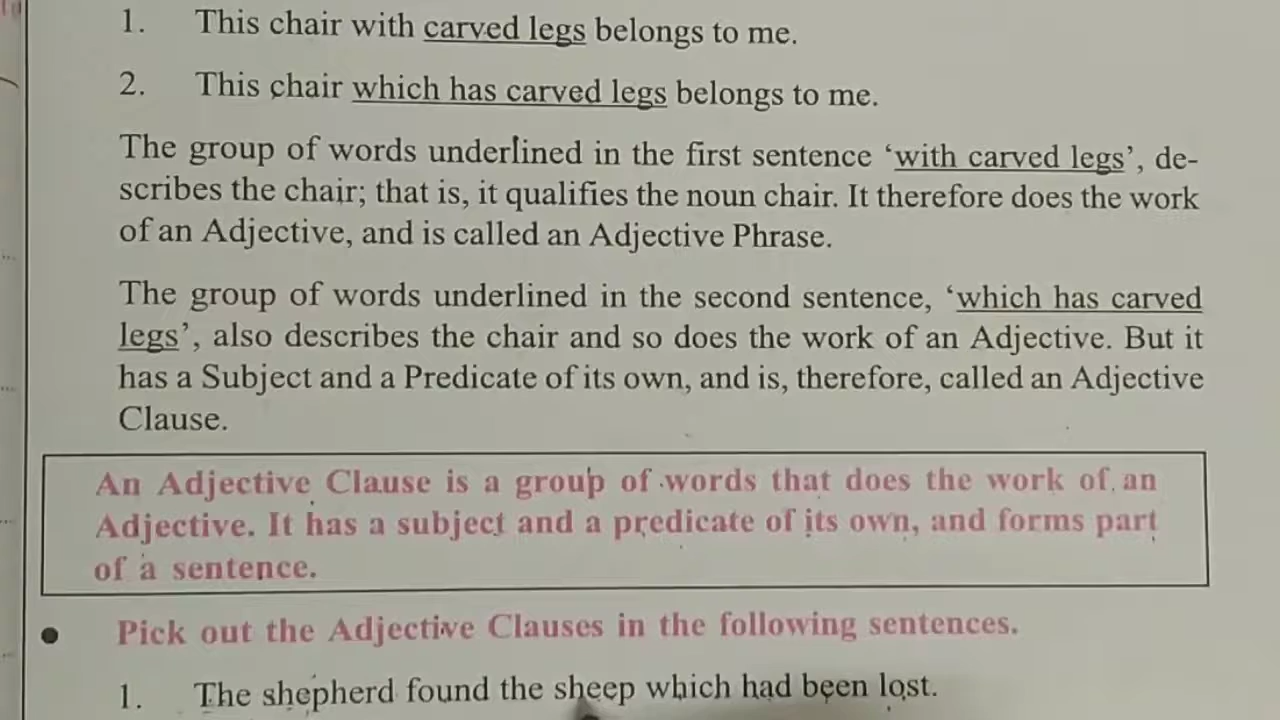 1. This chair with carved legs belongs to me.
2. This chair which has carved legs belongs to me.
The group of words underlined in the first sentence ‘with carved legs’, de-
scribes the chair; that is, it qualifies the noun chair. It therefore does the work
of an Adjective, and is called an Adjective Phrase.
The group of words underlined in the second sentence, ‘which has carved
legs’, also describes the chair and so does the work of an Adjective. But it
has a Subject and a Predicate of its own, and is, therefore, called an Adjective
Clause.
An Adjective Clause is a group of words that does the work of an
Adjective. It has a subject and a predicate of its own, and forms part
of a sentence.
● Pick out the Adjective Clauses in the following sentences.
1. The shepherd found the sheep which had been lost.